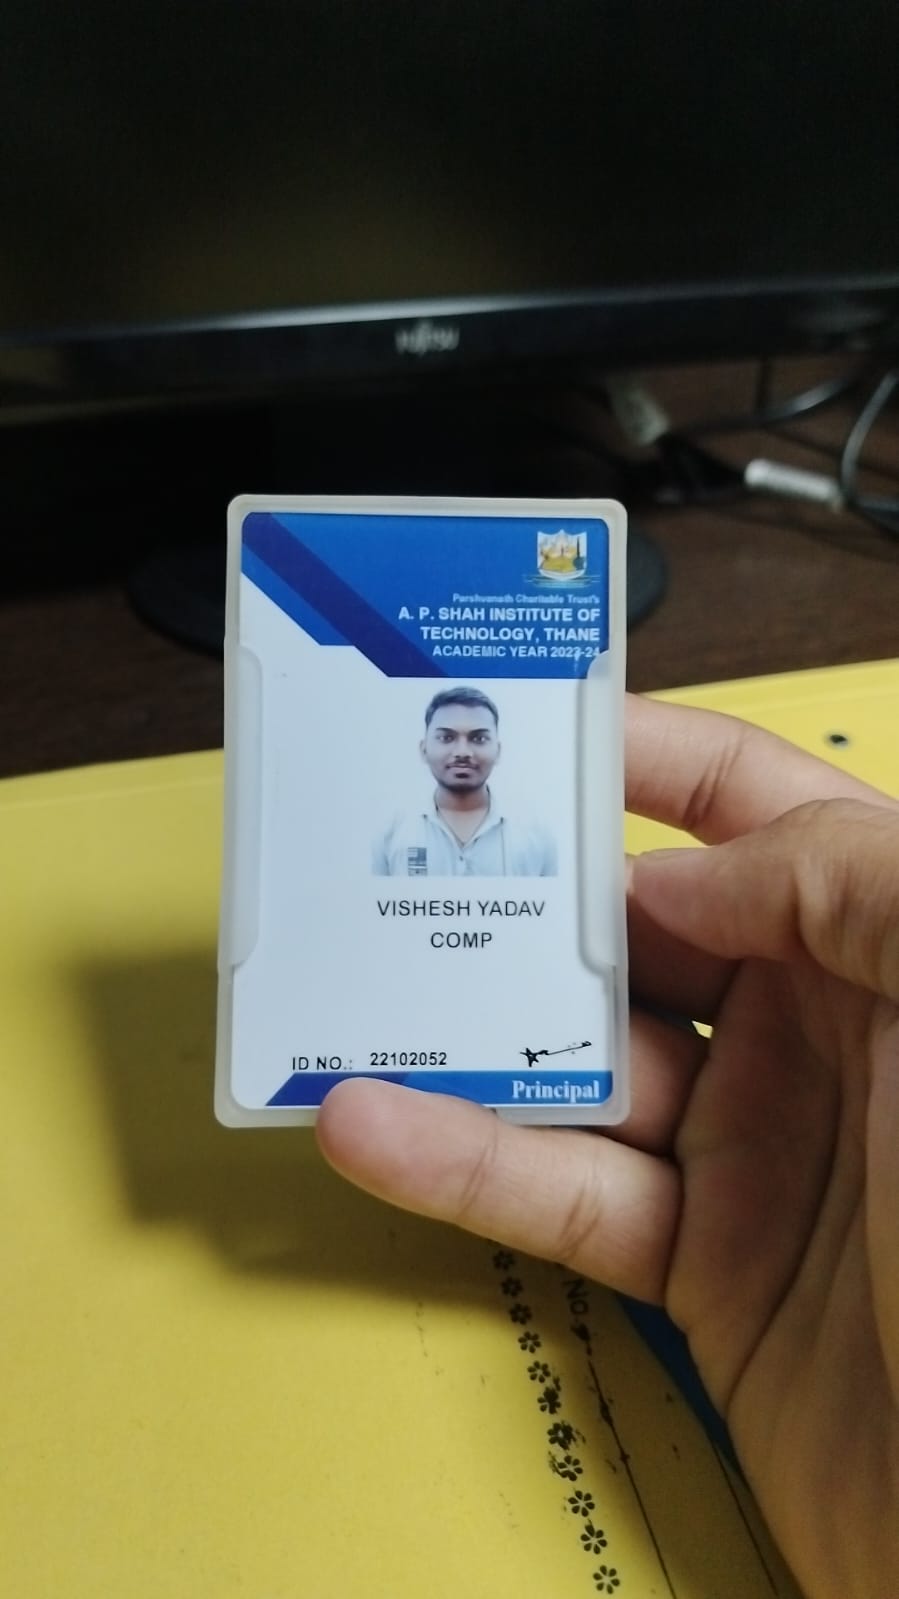 FUJITSU
Parshvanath Charitable Trust's
A. P. SHAH INSTITUTE OF
TECHNOLOGY, THANE
ACADEMIC YEAR 2023-24
VISHESH YADAV
COMP
ID NO.: 22102052
Principal
No.